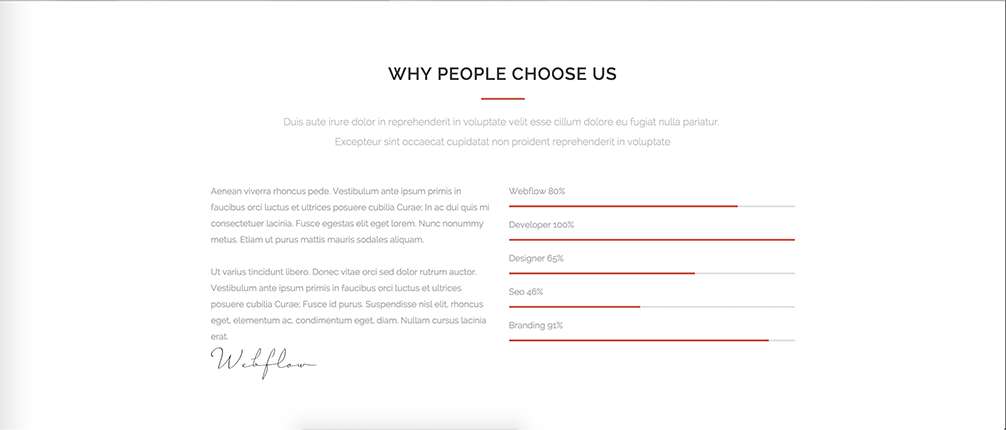 WHY PEOPLE CHOOSE US
Duis aute irure dolor in reprehenderit in voluptate velit esse cillum dolore eu fugiat nulla pariatur.
Excepteur sint occaecat cupidatat non proident reprehenderit in voluptate
Aenean viverra rhoncus pede. Vestibulum ante ipsum primis in
faucibus orci luctus et ultrices posuere cubilia Curae; In ac dui quis mi
consectetuer lacinia. Fusce egestas elit eget lorem. Nunc nonummy
metus. Etiam ut purus mattis mauris sodales aliquam.
Ut varius tincidunt libero. Donec vitae orci sed dolor rutrum auctor.
Vestibulum ante ipsum primis in faucibus orci luctus et ultrices
posuere cubilia Curae; Fusce id purus. Suspendisse nisl elit, rhoncus
eget, elementum ac, condimentum eget, diam. Nullam cursus lacinia
erat.
Webflow
Webflow 80%
Developer 100%
Designer 65%
Seo 46%
Branding 91%